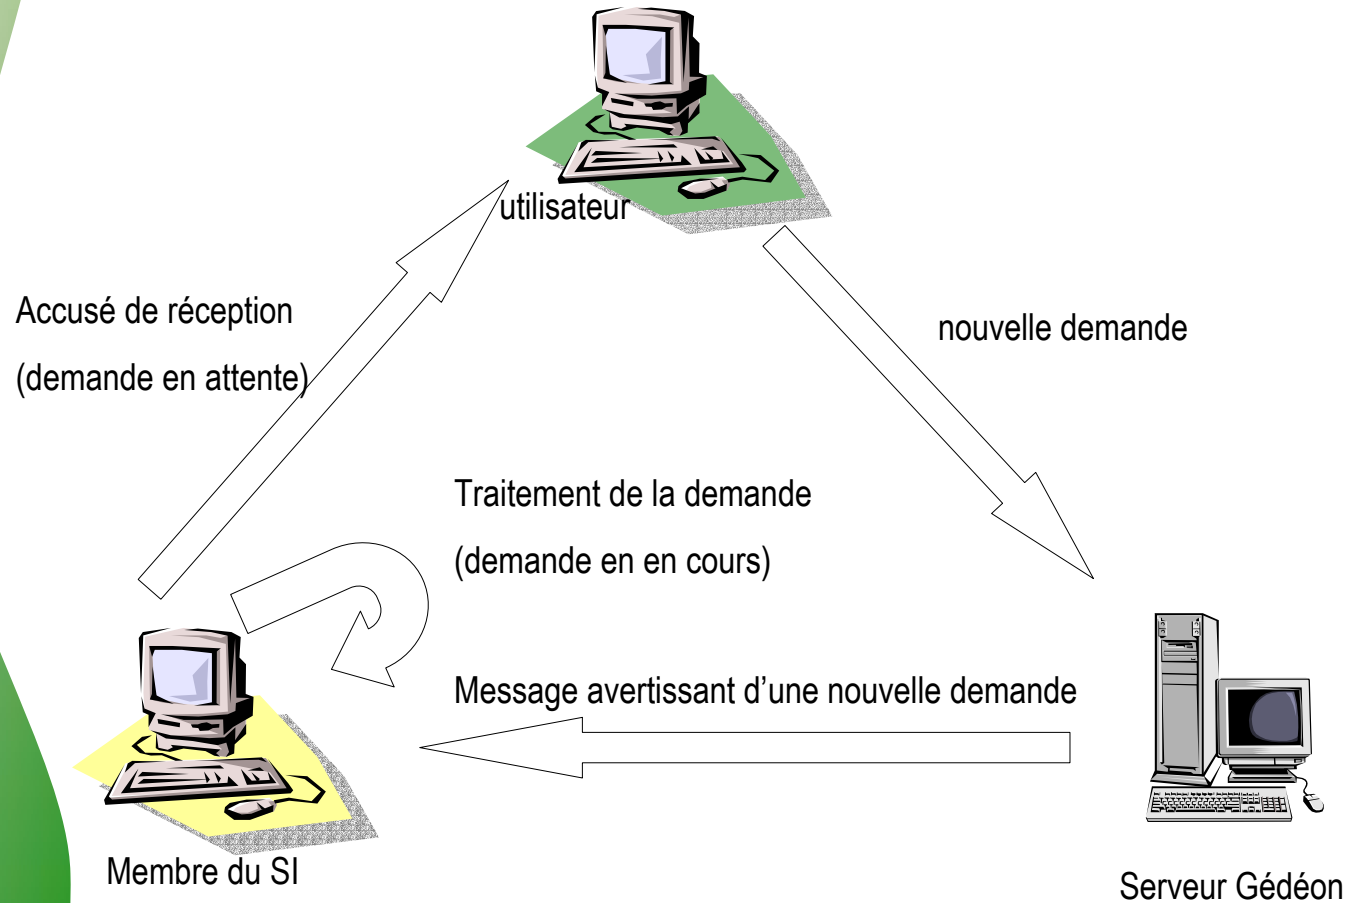 utilisateur
Accusé de réception
(demande en attente)
nouvelle demande
Traitement de la demande
(demande en en cours)
Message avertissant d’une nouvelle demande
Membre du SI
Serveur Gédéon